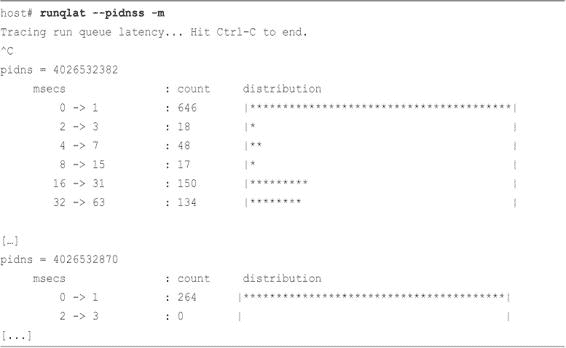 host# runqlat --pidnss -m
Tracing run queue latency... Hit Ctrl-C to end.
^C
pidns = 4026532382
     msecs               : count     distribution
         0 -> 1          : 646      |****************************************|
         2 -> 3          : 18       |*                                       |
         4 -> 7          : 48       |**                                      |
         8 -> 15         : 17       |*                                       |
        16 -> 31         : 150      |*********                               |
        32 -> 63         : 134      |********                                |
[…]
pidns = 4026532870
     msecs               : count     distribution
         0 -> 1          : 264      |****************************************|
         2 -> 3          : 0        |                                        |
[...]